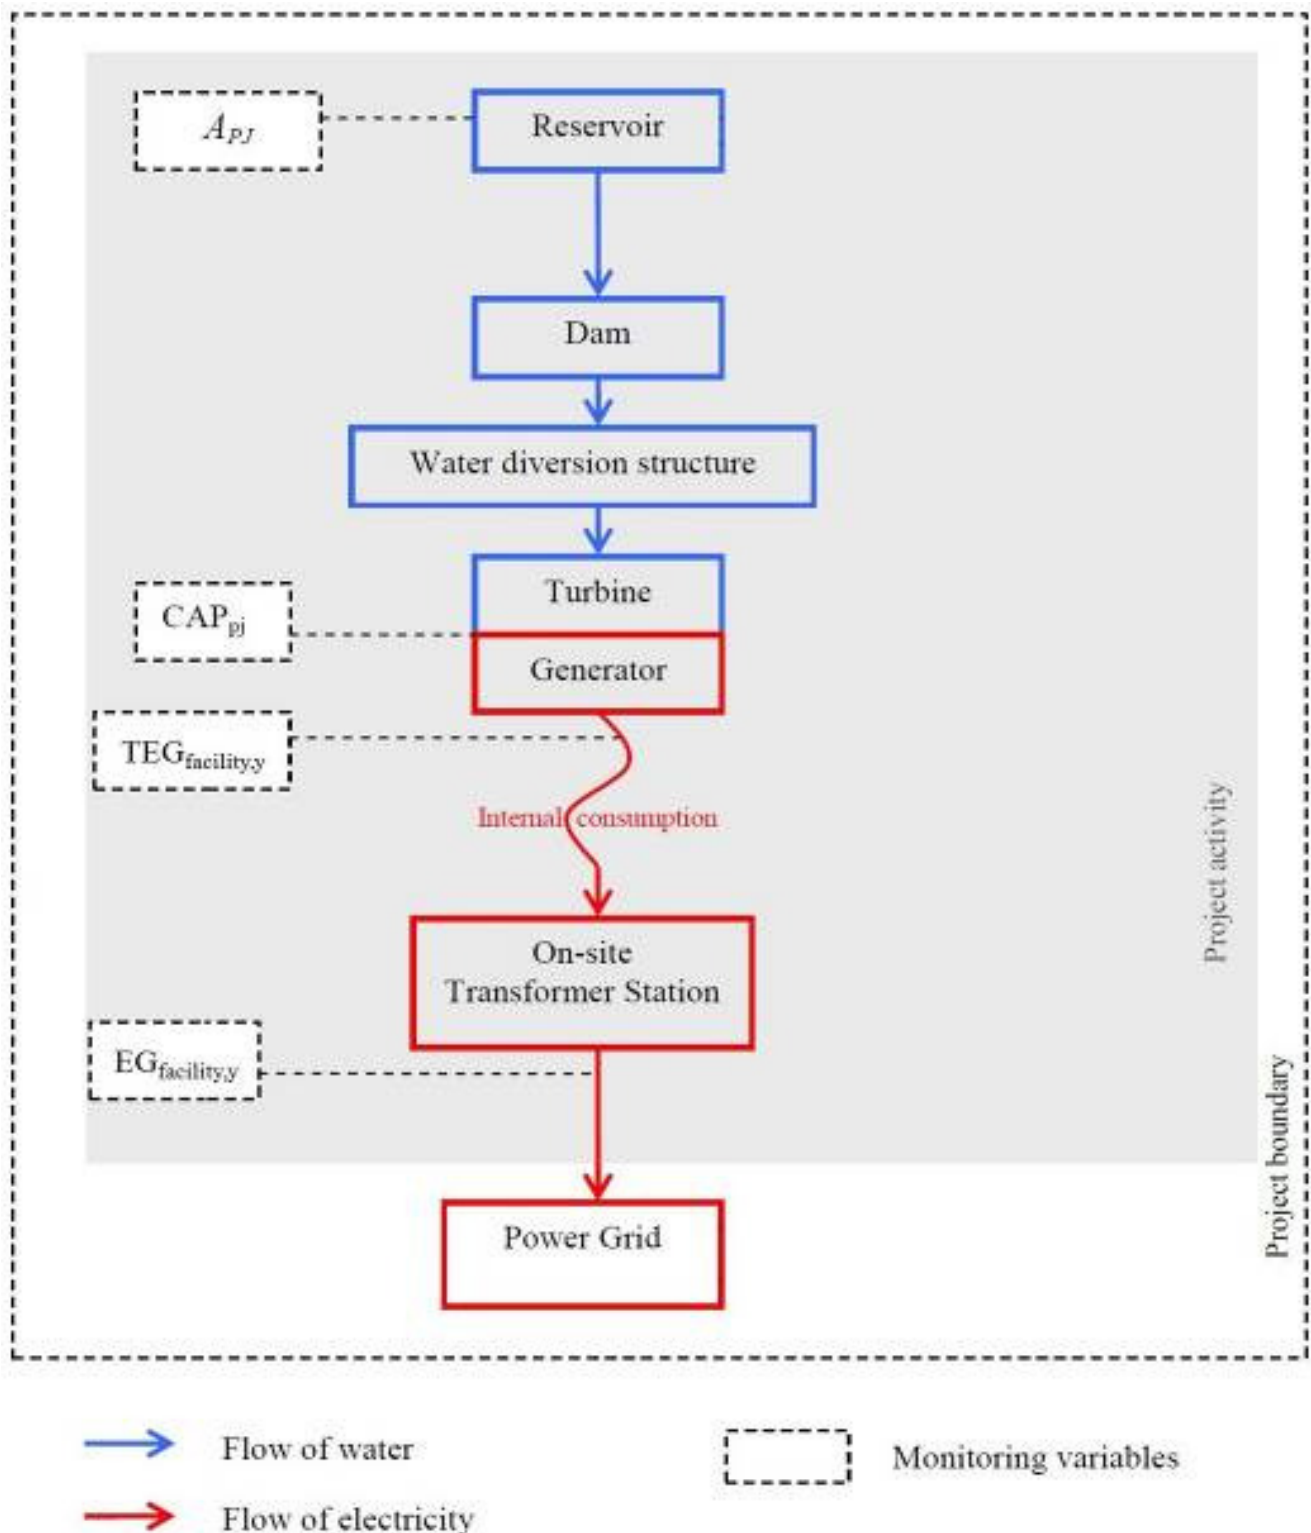 A_PJ
Reservoir
Dam
Water diversion structure
Turbine
CAP_pj
Generator
TEG_facility,y
Internal consumption
Project activity
On-site
Transformer Station
EG_facility,y
Project boundary
Power Grid
Flow of water
Monitoring variables
Flow of electricity